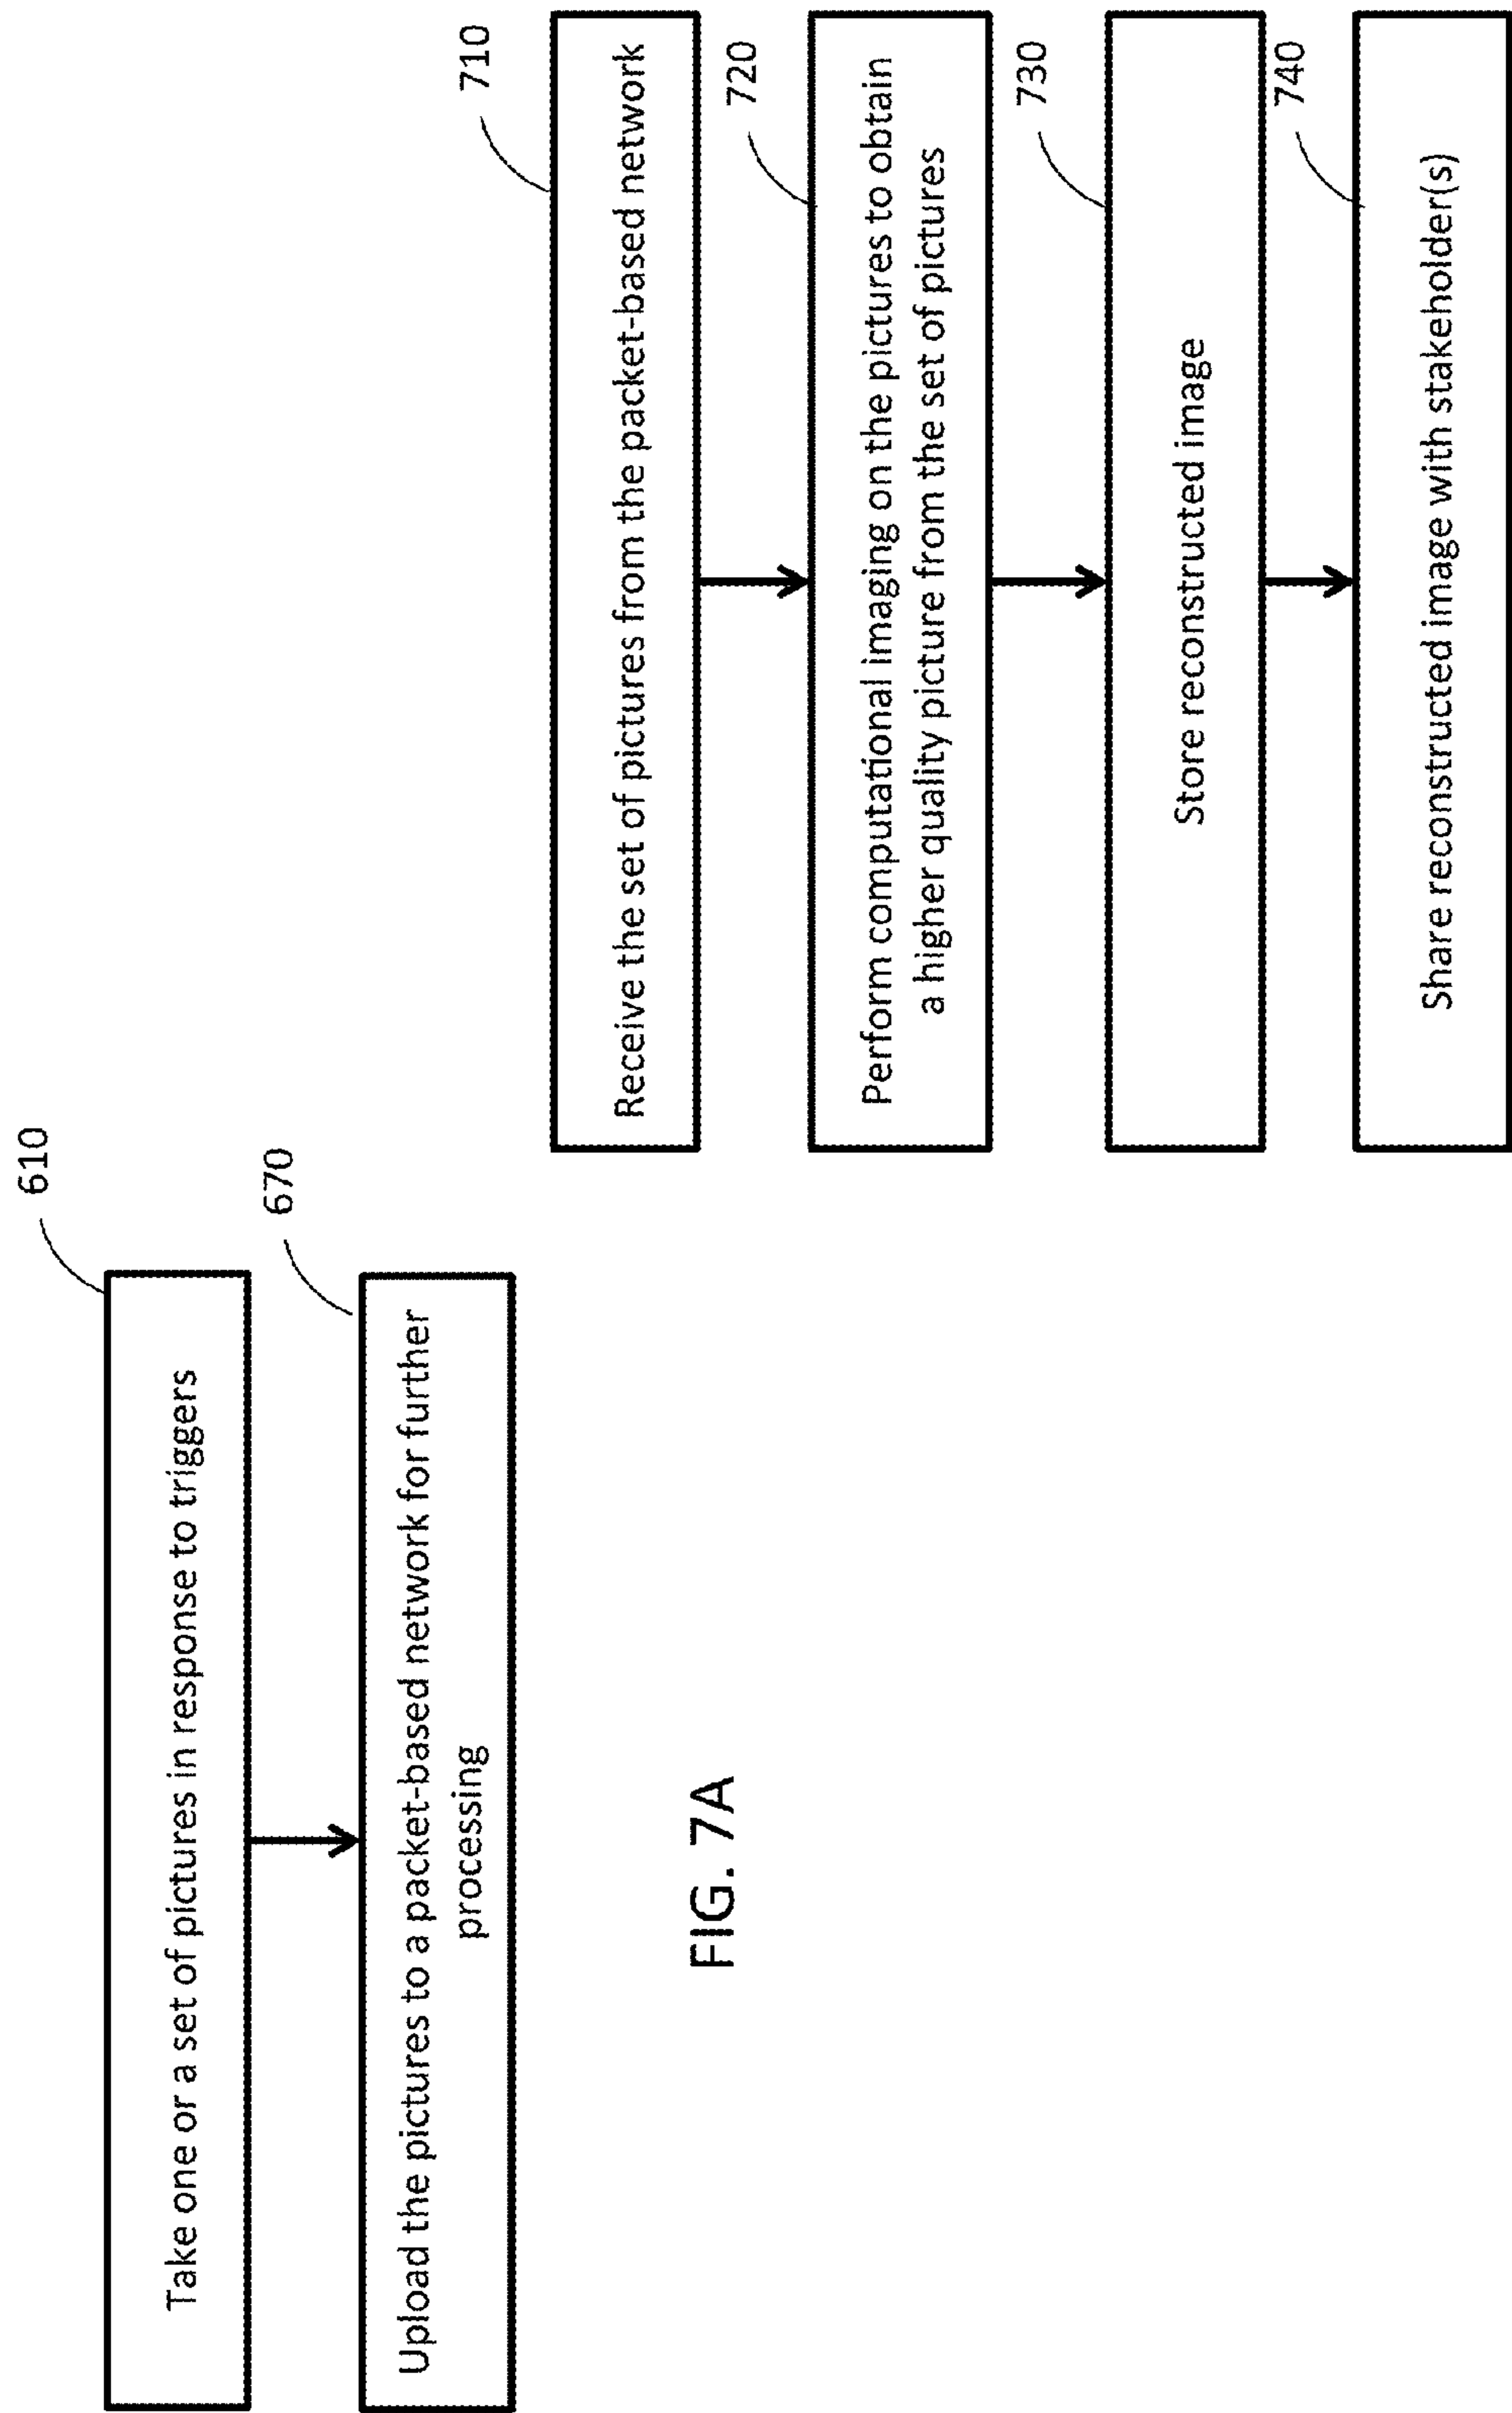 610
Take one or a set of pictures in response to triggers
670
Upload the pictures to a packet-based network for further
processing
FIG. 7A
710
Receive the set of pictures from the packet-based network
720
Perform computational imaging on the pictures to obtain
a higher quality picture from the set of pictures
730
Store reconstructed image
740
Share reconstructed image with stakeholder(s)